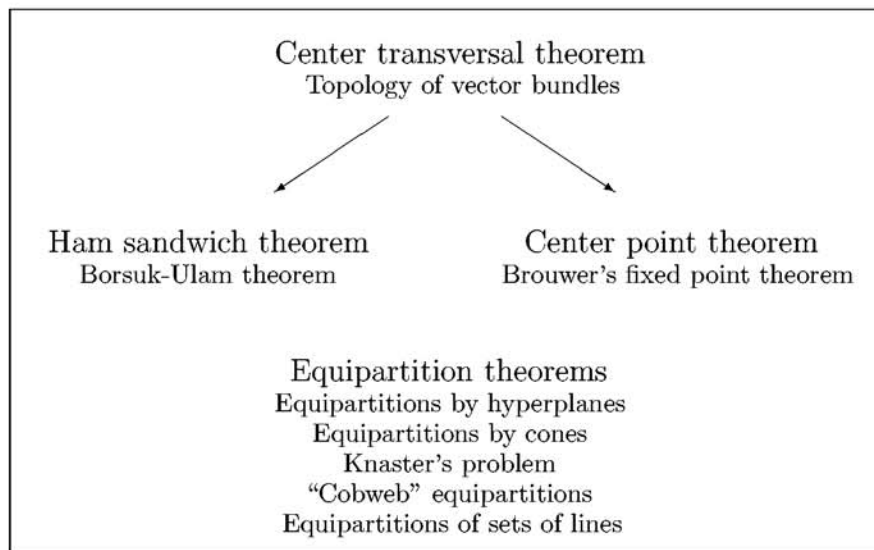 Center transversal theorem
Topology of vector bundles
Ham sandwich theorem
Borsuk-Ulam theorem
Center point theorem
Brouwer's fixed point theorem
Equipartition theorems
Equipartitions by hyperplanes
Equipartitions by cones
Knaster's problem
“Cobweb” equipartitions
Equipartitions of sets of lines